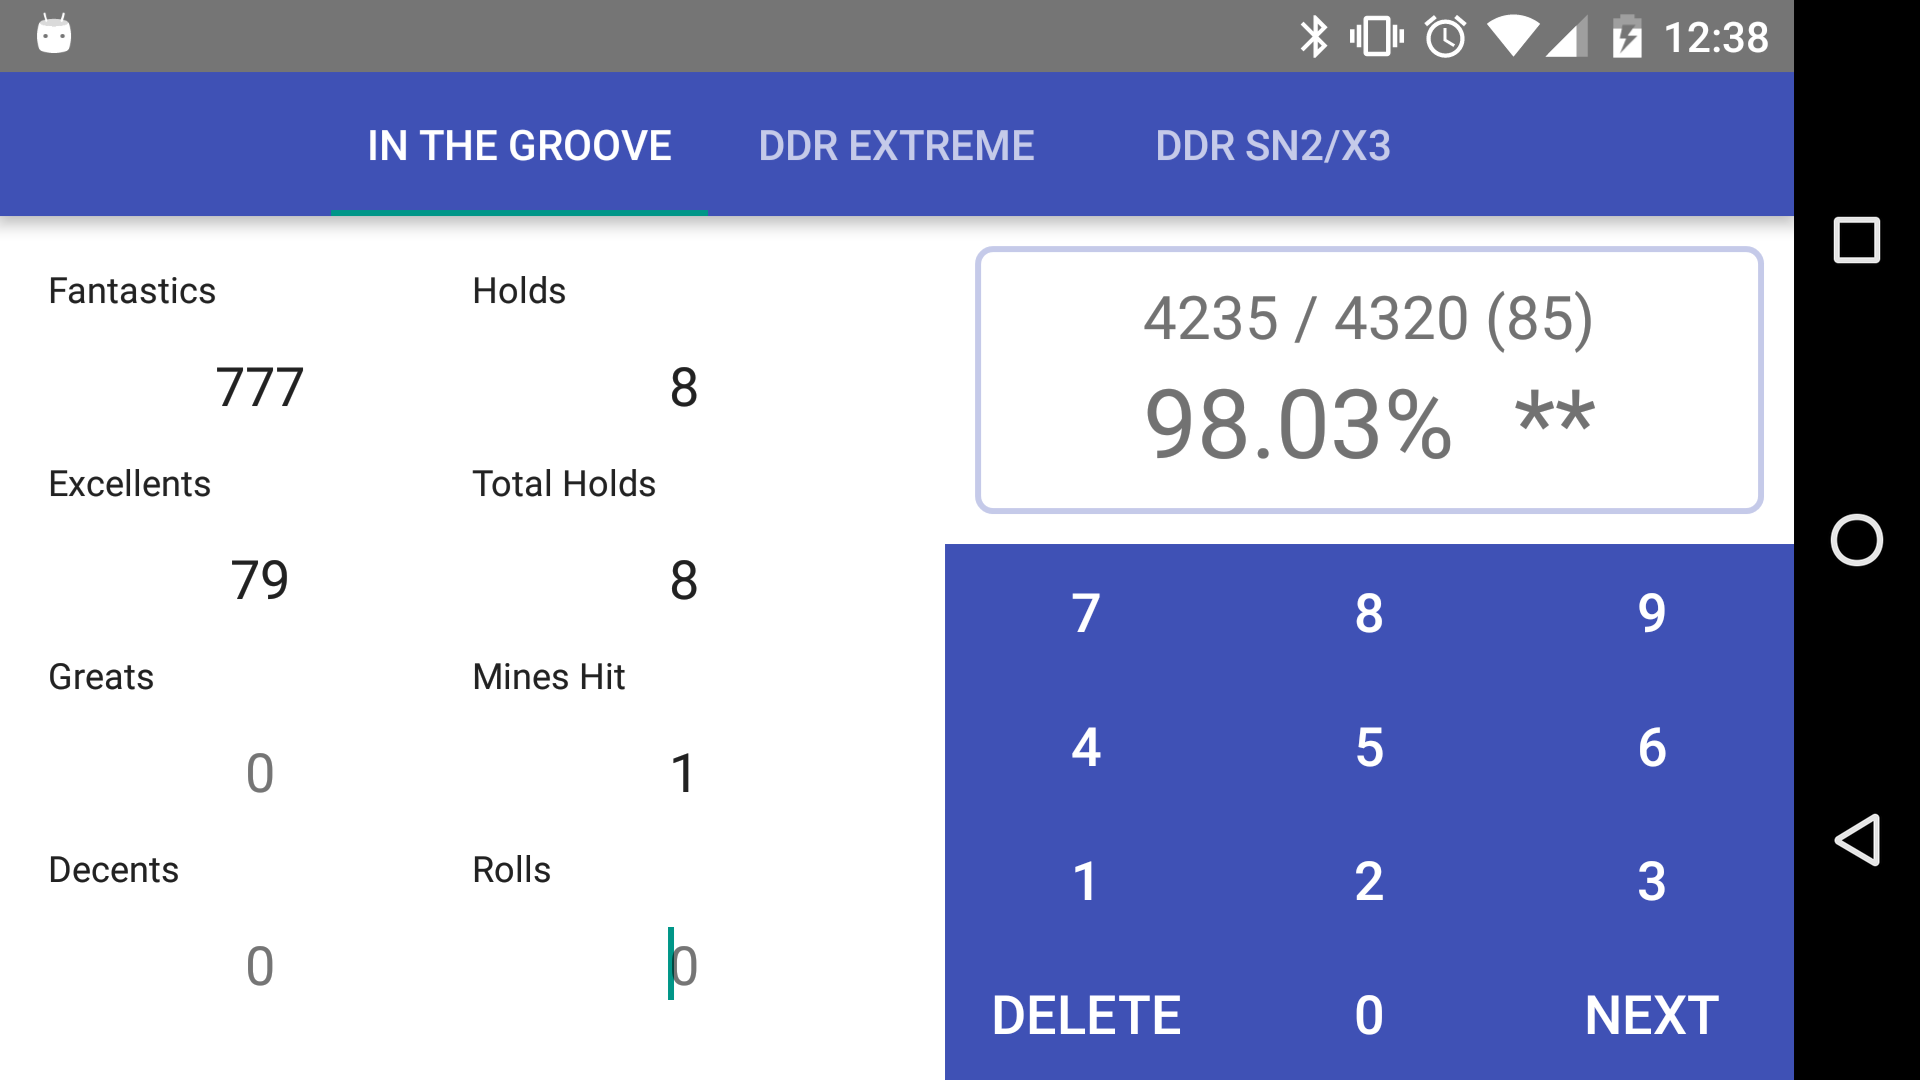 12:38
IN THE GROOVE DDR EXTREME DDR SN2/X3
Fantastics Holds
777 8
Excellents Total Holds
79 8
Greats Mines Hit
0 1
Decents Rolls
0 0
4235 / 4320 (85)
98.03% **
7 8 9
4 5 6
1 2 3
DELETE 0 NEXT